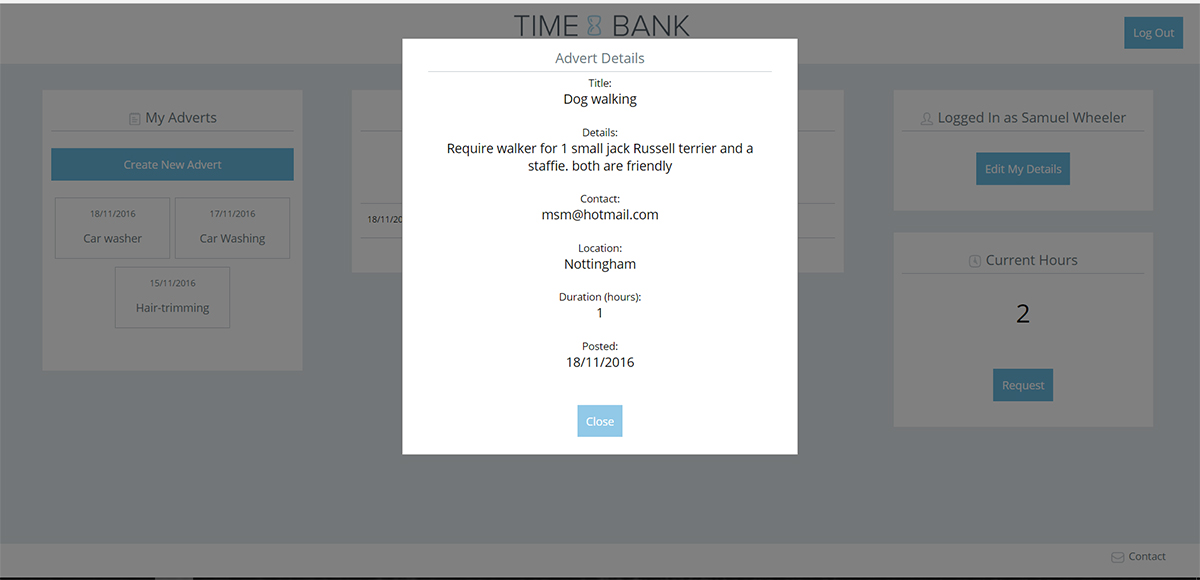 TIME BANK
Log Out
Advert Details
Title:
Dog walking
Details:
Require walker for 1 small jack Russell terrier and a
staffie. both are friendly
Contact:
msm@hotmail.com
Location:
Nottingham
Duration (hours):
1
Posted:
18/11/2016
Close
My Adverts
Create New Advert
18/11/2016
Car washer
17/11/2016
Car Washing
15/11/2016
Hair-trimming
18/11/20
Logged In as Samuel Wheeler
Edit My Details
Current Hours
2
Request
Contact